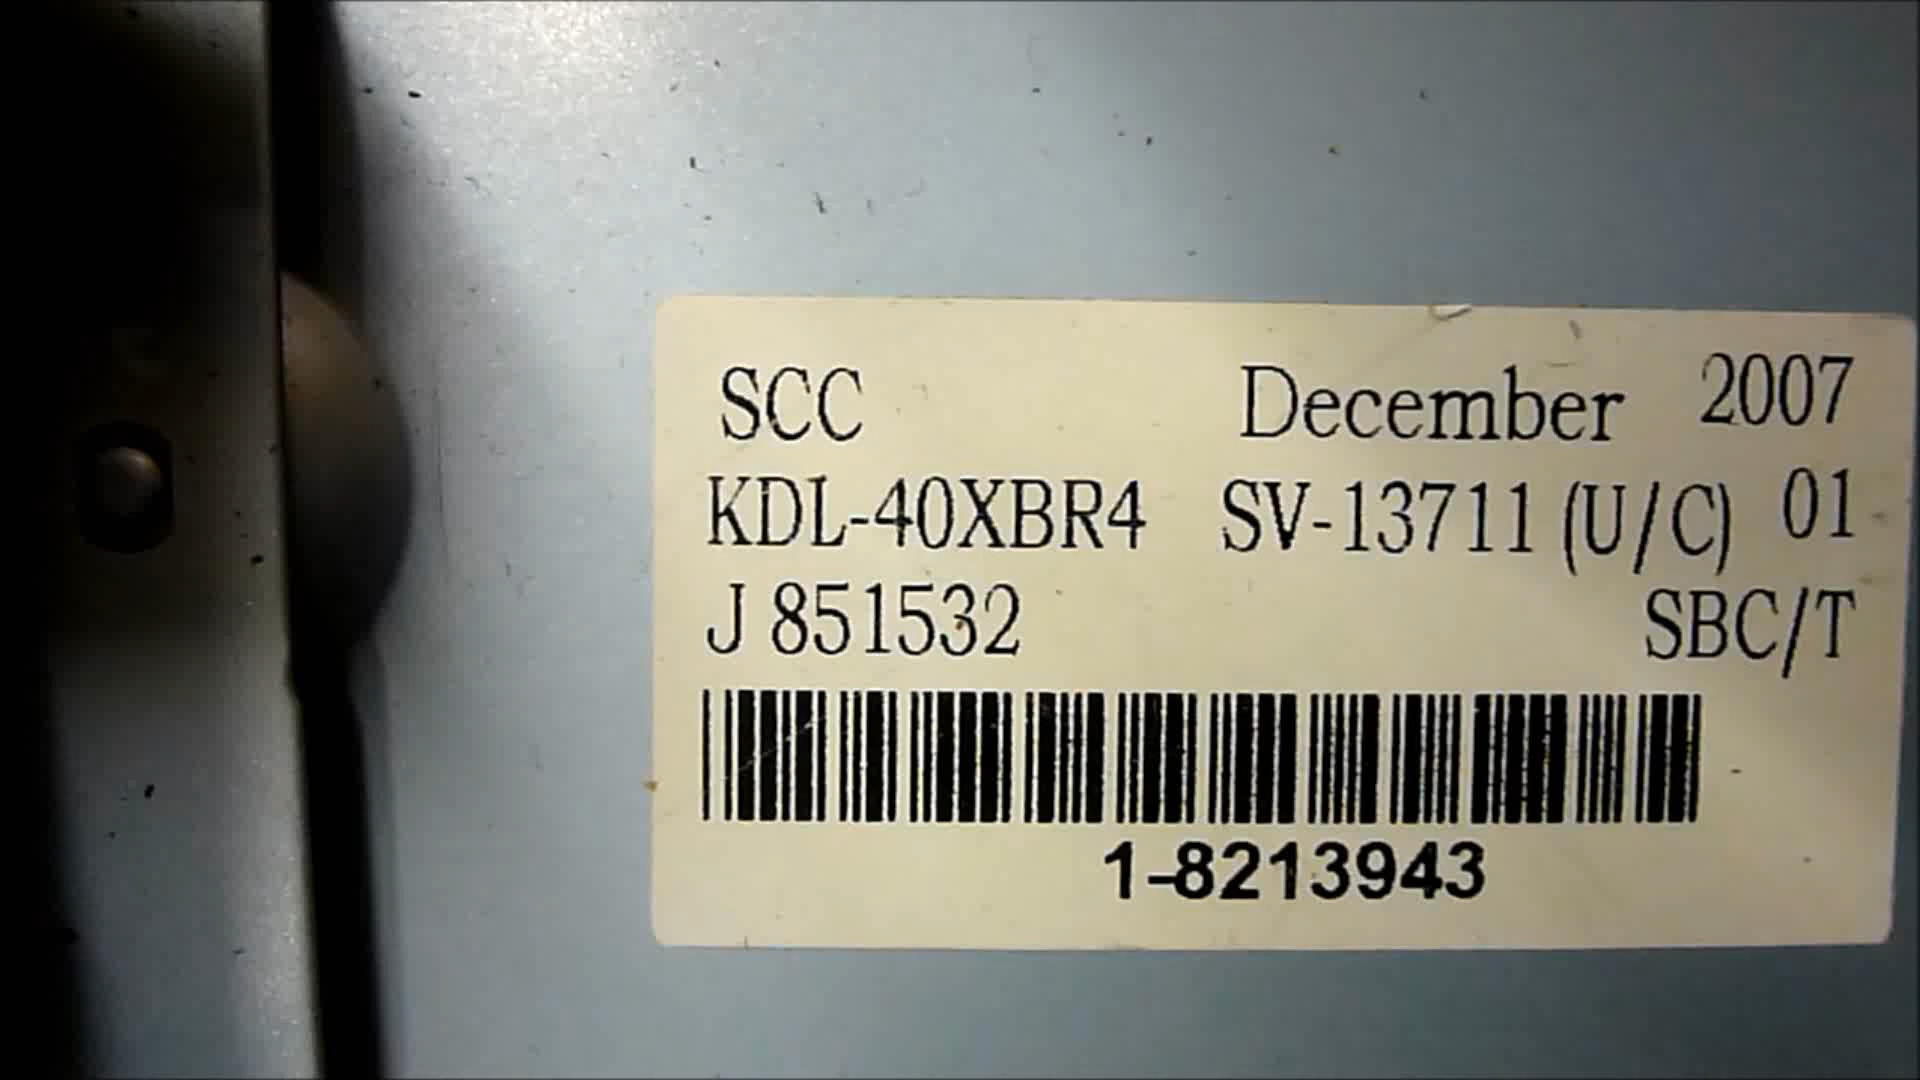 SCC December 2007
KDL-40XBR4 SV-13711 (U/C) 01
J 851532 SBC/T
1-8213943